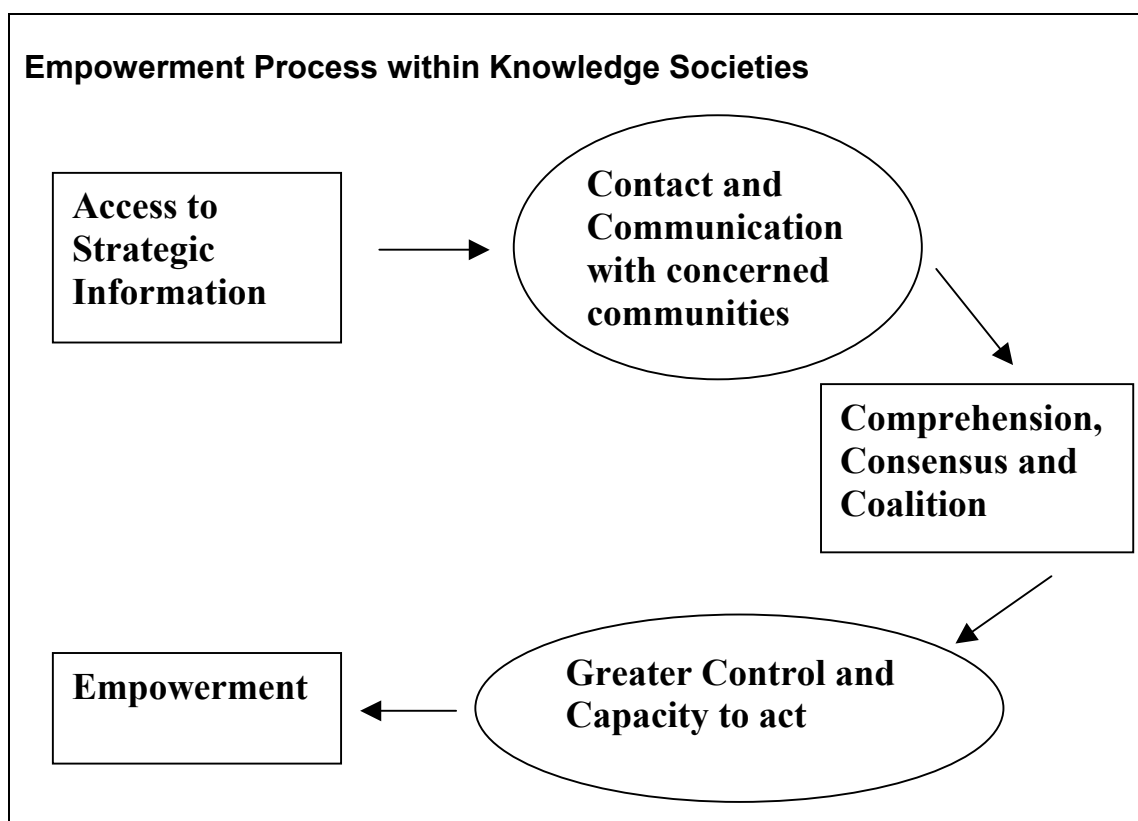 Empowerment Process within Knowledge Societies
Access to
Strategic
Information
Contact and
Communication
with concerned
communities
Comprehension,
Consensus and
Coalition
Greater Control and
Capacity to act
Empowerment